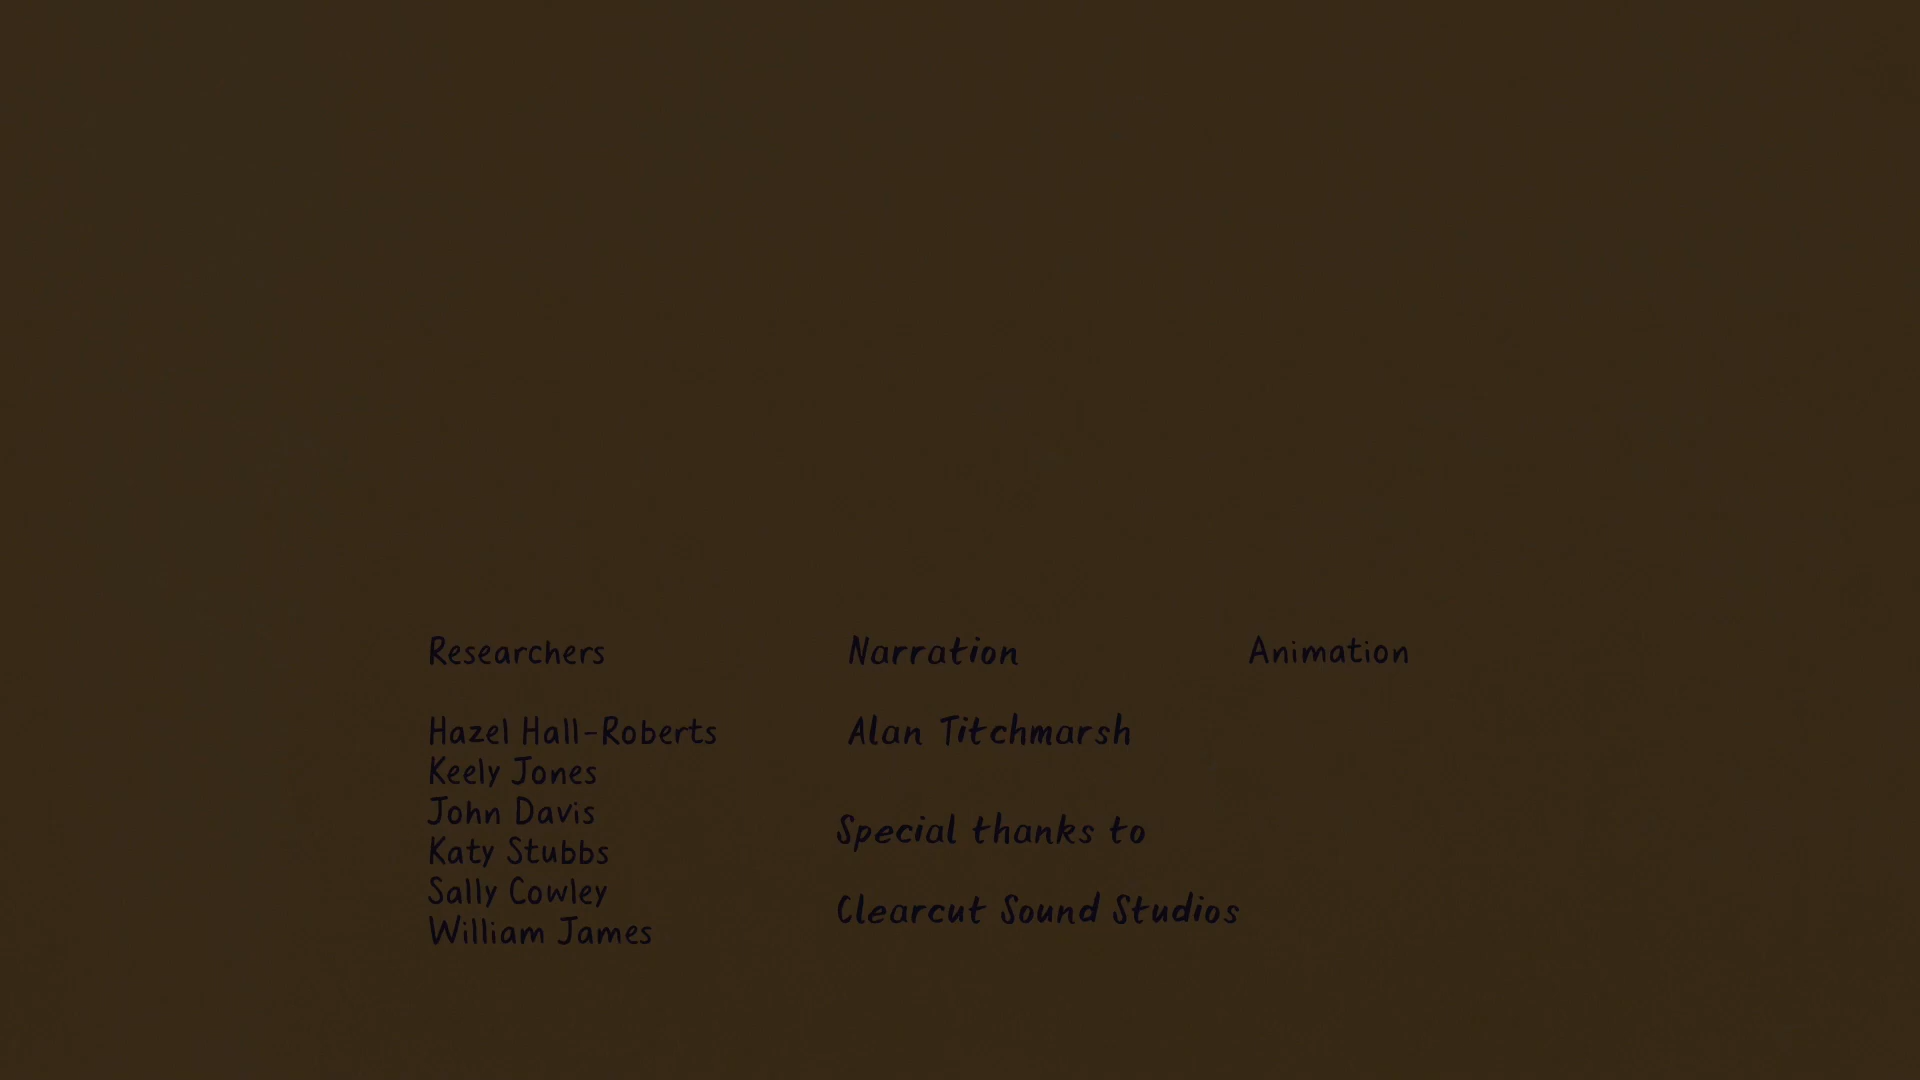 Researchers
Hazel Hall-Roberts
Keely Jones
John Davis
Katy Stubbs
Sally Cowley
William James
Narration
Alan Titchmarsh
Special thanks to
Clearcut Sound Studios
Animation